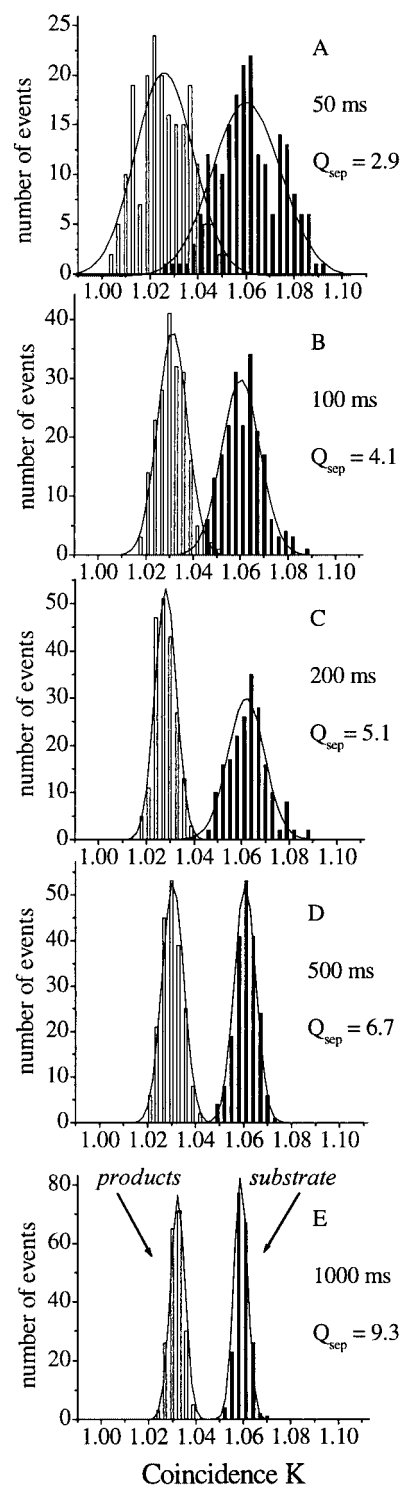 25
20
15
10
5
0
number of events
A
50 ms
Q_sep = 2.9
1.00 1.02 1.04 1.06 1.08 1.10
40
30
20
10
0
number of events
B
100 ms
Q_sep = 4.1
1.00 1.02 1.04 1.06 1.08 1.10
50
40
30
20
10
0
number of events
C
200 ms
Q_sep = 5.1
1.00 1.02 1.04 1.06 1.08 1.10
50
40
30
20
10
0
number of events
D
500 ms
Q_sep = 6.7
1.00 1.02 1.04 1.06 1.08 1.10
80
60
40
20
0
number of events
products substrate
E
1000 ms
Q_sep = 9.3
1.00 1.02 1.04 1.06 1.08 1.10
Coincidence K